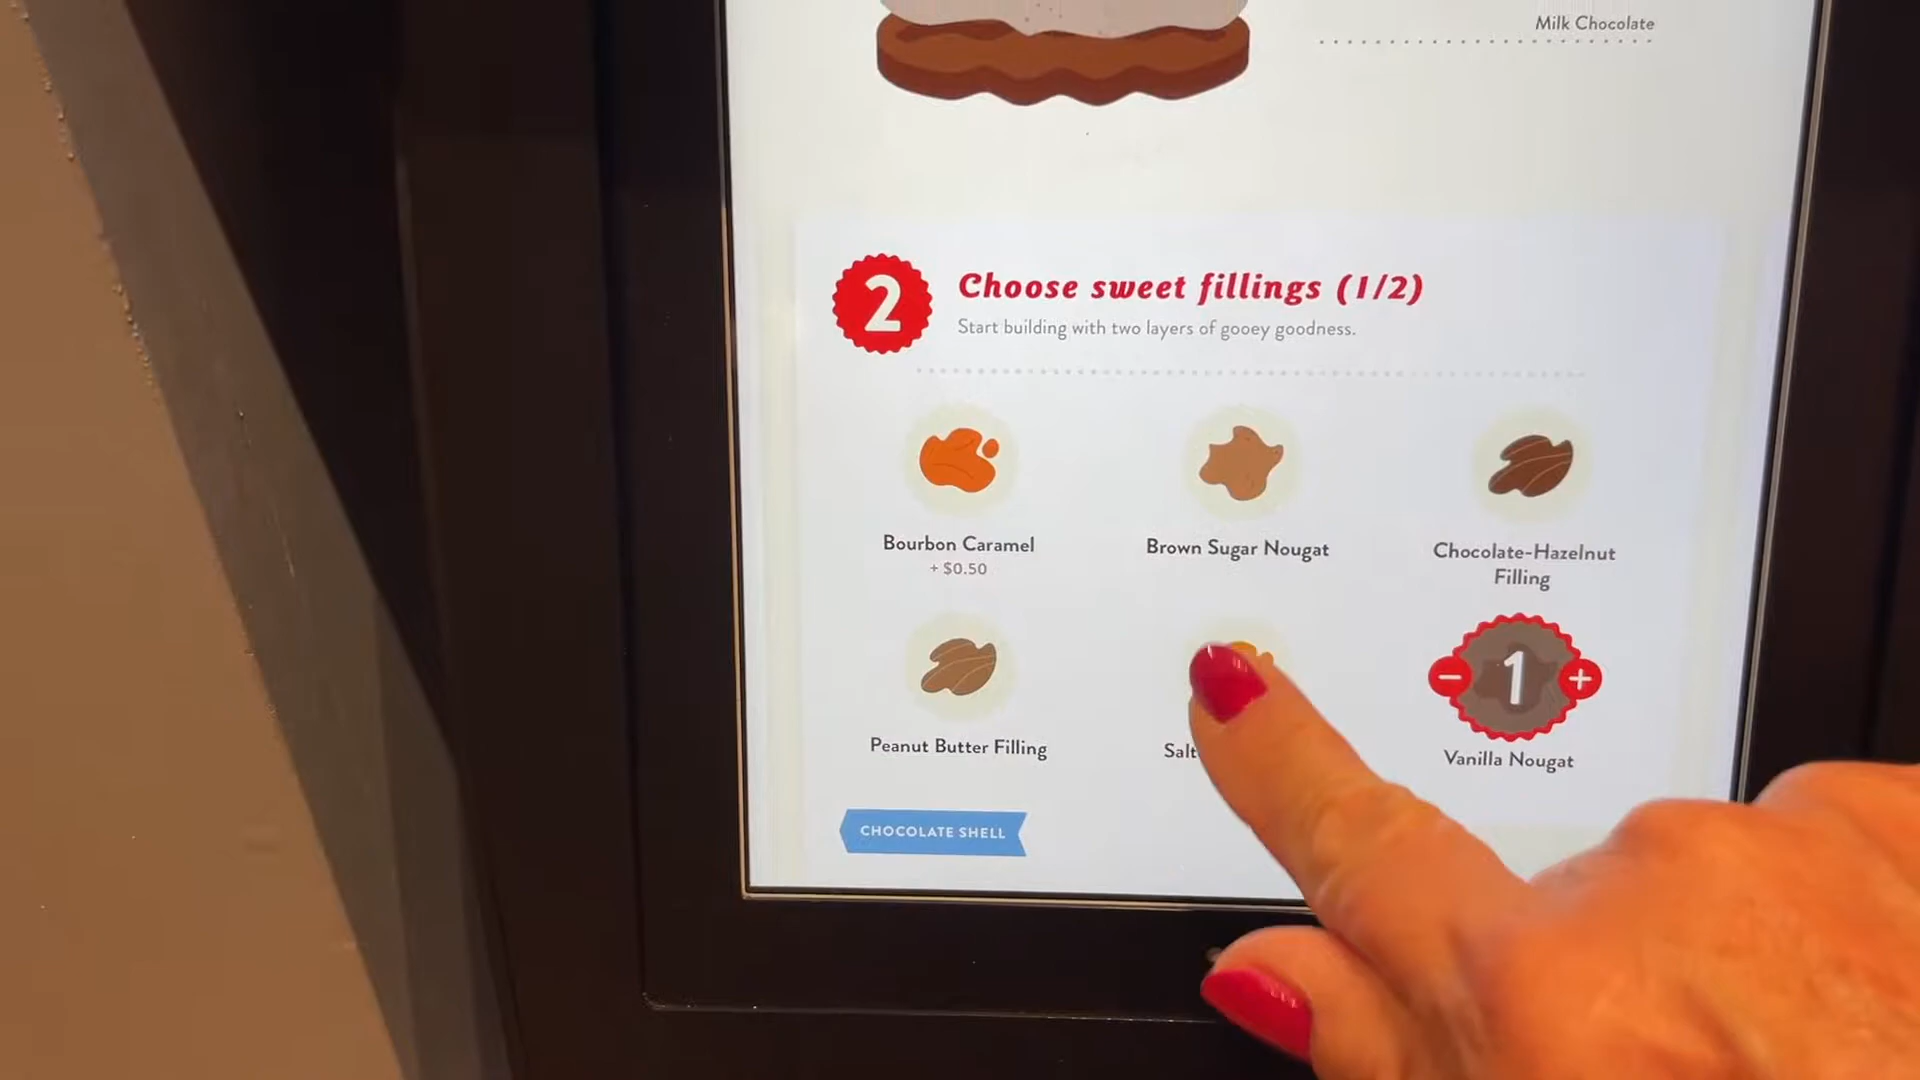 Milk Chocolate
2
Choose sweet fillings (1/2)
Start building with two layers of gooey goodness.
Bourbon Caramel
+ $0.50
Brown Sugar Nougat
Chocolate-Hazelnut
Filling
Peanut Butter Filling
Salt
− 1 +
Vanilla Nougat
CHOCOLATE SHELL